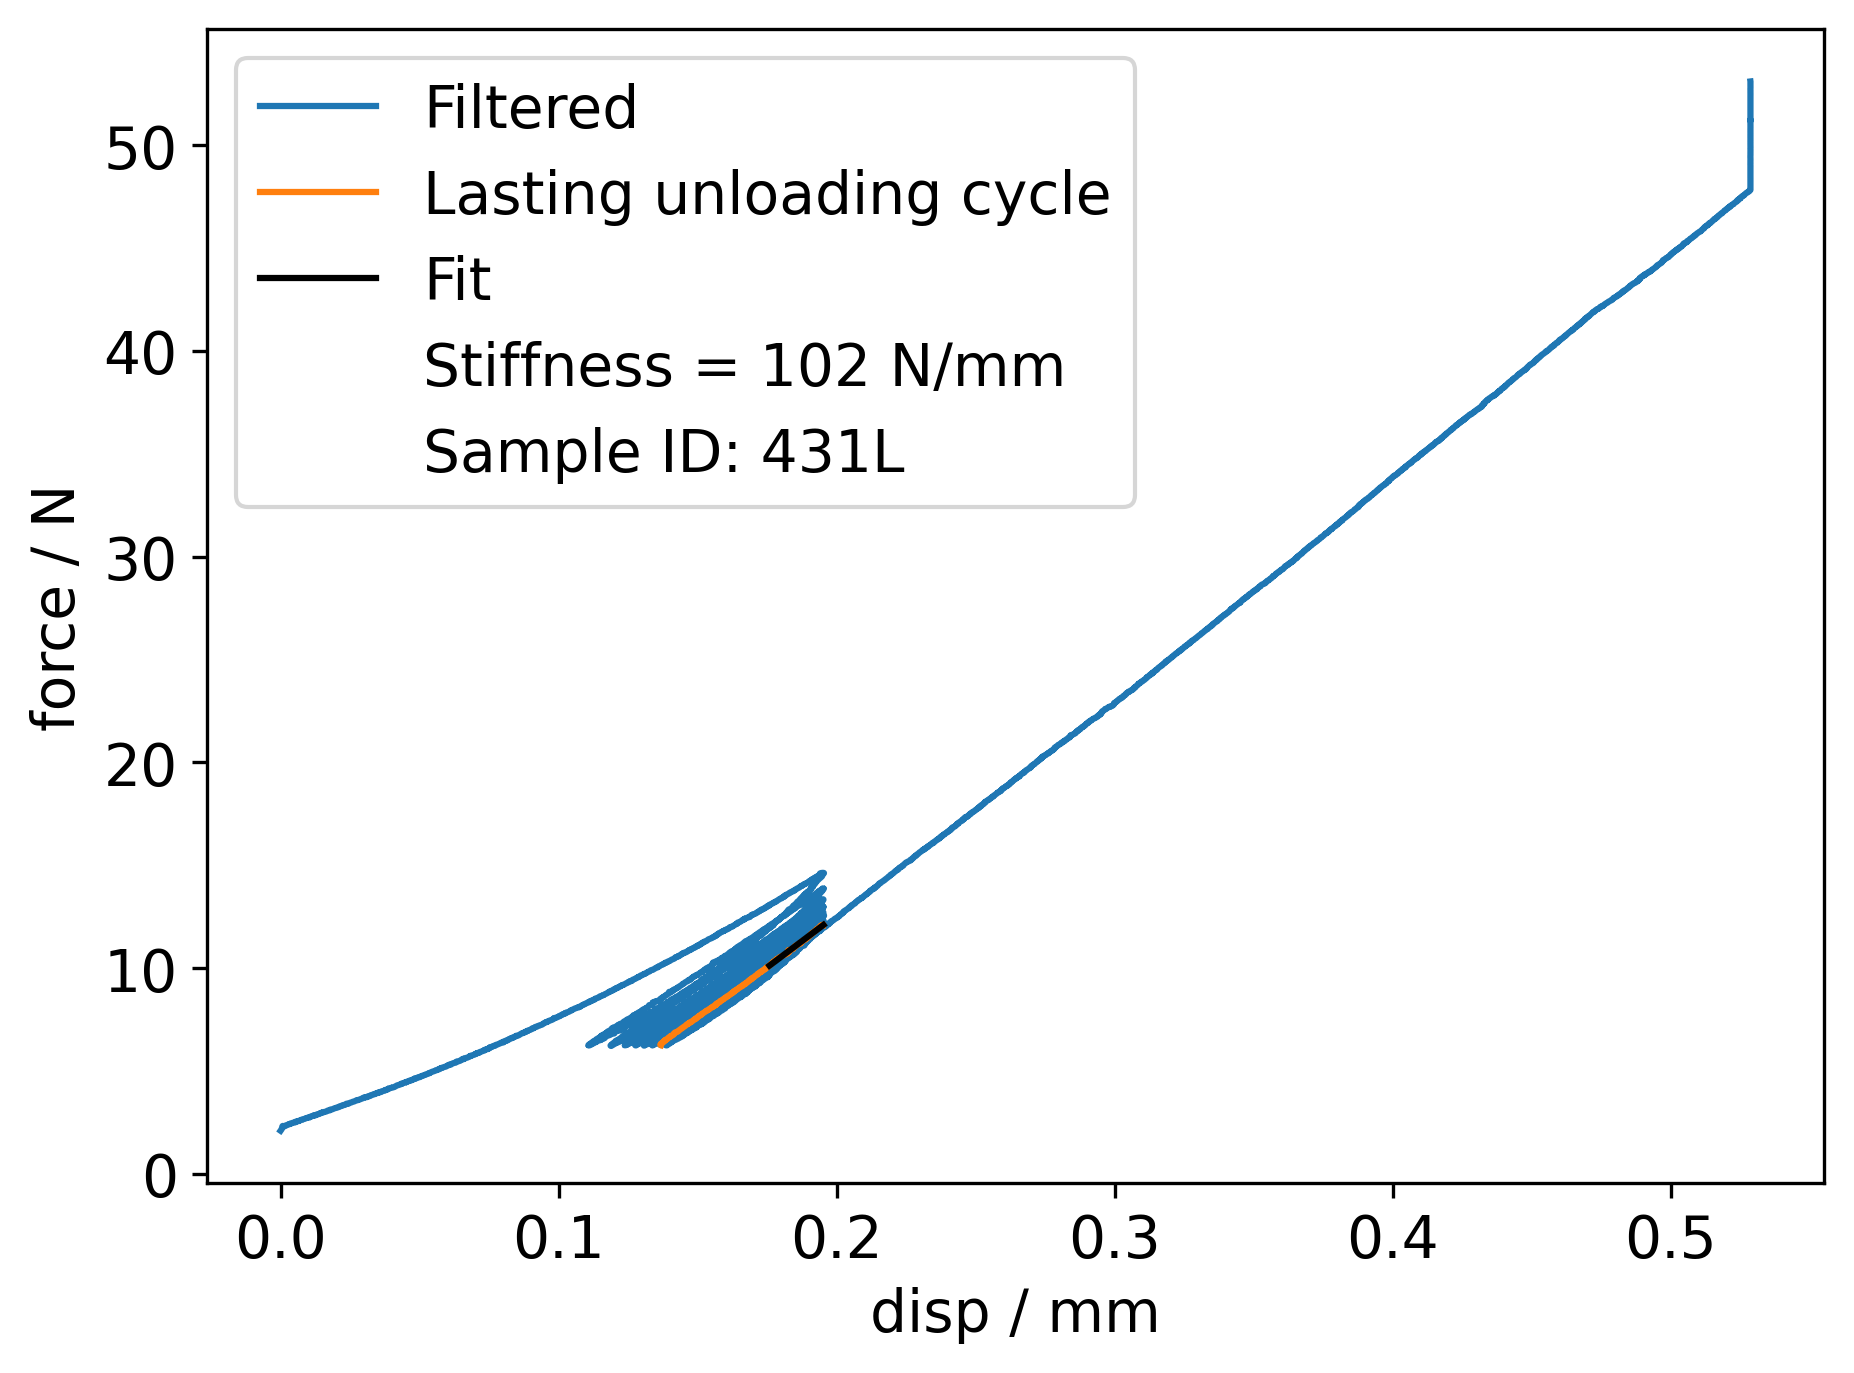 Filtered
Lasting unloading cycle
Fit
Stiffness = 102 N/mm
Sample ID: 431L
force / N
50
40
30
20
10
0
0.0 0.1 0.2 0.3 0.4 0.5
disp / mm